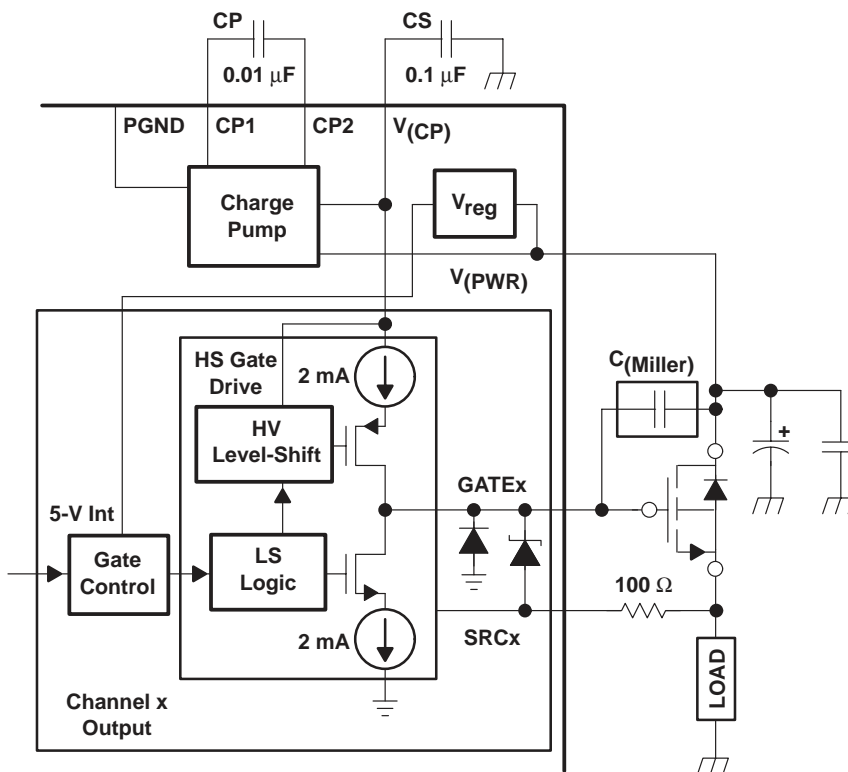 CP
CS
0.01 μF
0.1 μF
PGND
CP1
CP2
V(CP)
Charge
Pump
Vreg
V(PWR)
HS Gate
Drive
2 mA
C(Miller)
HV
Level-Shift
+
GATEx
5-V Int
Gate
Control
LS
Logic
100 Ω
2 mA
SRCx
LOAD
Channel x
Output